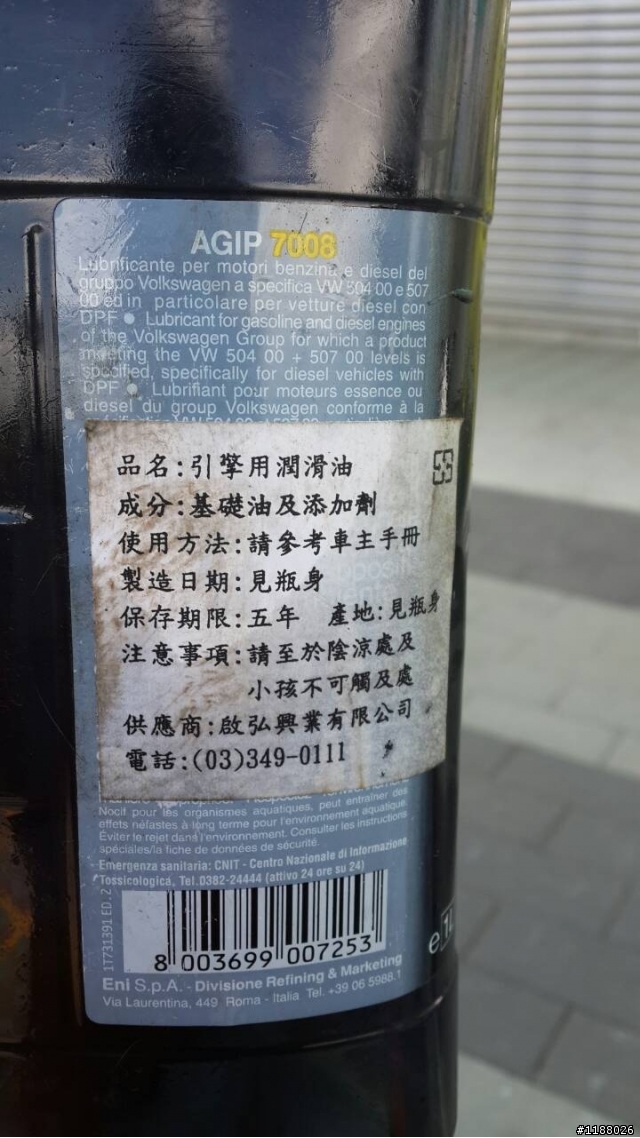 AGIP 7008
Lubrificante per motori benzina e diesel del
gruppo Volkswagen a specifica VW 504 00 e 507
00 ed in particolare per vetture diesel con
DPF ● Lubricant for gasoline and diesel engines
of the Volkswagen Group for which a product
meeting the VW 504 00 + 507 00 levels is
specified, specifically for diesel vehicles with
DPF ● Lubrifiant pour moteurs essence ou
diesel du group Volkswagen conforme à la
品名:引擎用潤滑油
成分:基礎油及添加劑
使用方法:請參考車主手冊
製造日期:見瓶身
保存期限:五年 產地:見瓶身
注意事項:請至於陰涼處及
小孩不可觸及處
供應商:啟弘興業有限公司
電話:(03)349-0111
Nocif pour les organismes aquatiques, peut entraîner des
effets néfastes à long terme pour l'environnement aquatique.
Éviter le rejet dans l'environnement. Consulter les instructions
spéciales/la fiche de données de sécurité.
Emergenza sanitaria: CNIT - Centro Nazionale di Informazione
Tossicologica, Tel.0382-24444 (attivo 24 ore su 24)
1T731391 ED.2
8 003699 007253
e
Eni S.p.A. - Divisione Refining & Marketing
Via Laurentina, 449 Roma - Italia Tel. +39 06 5988.1
#1188026